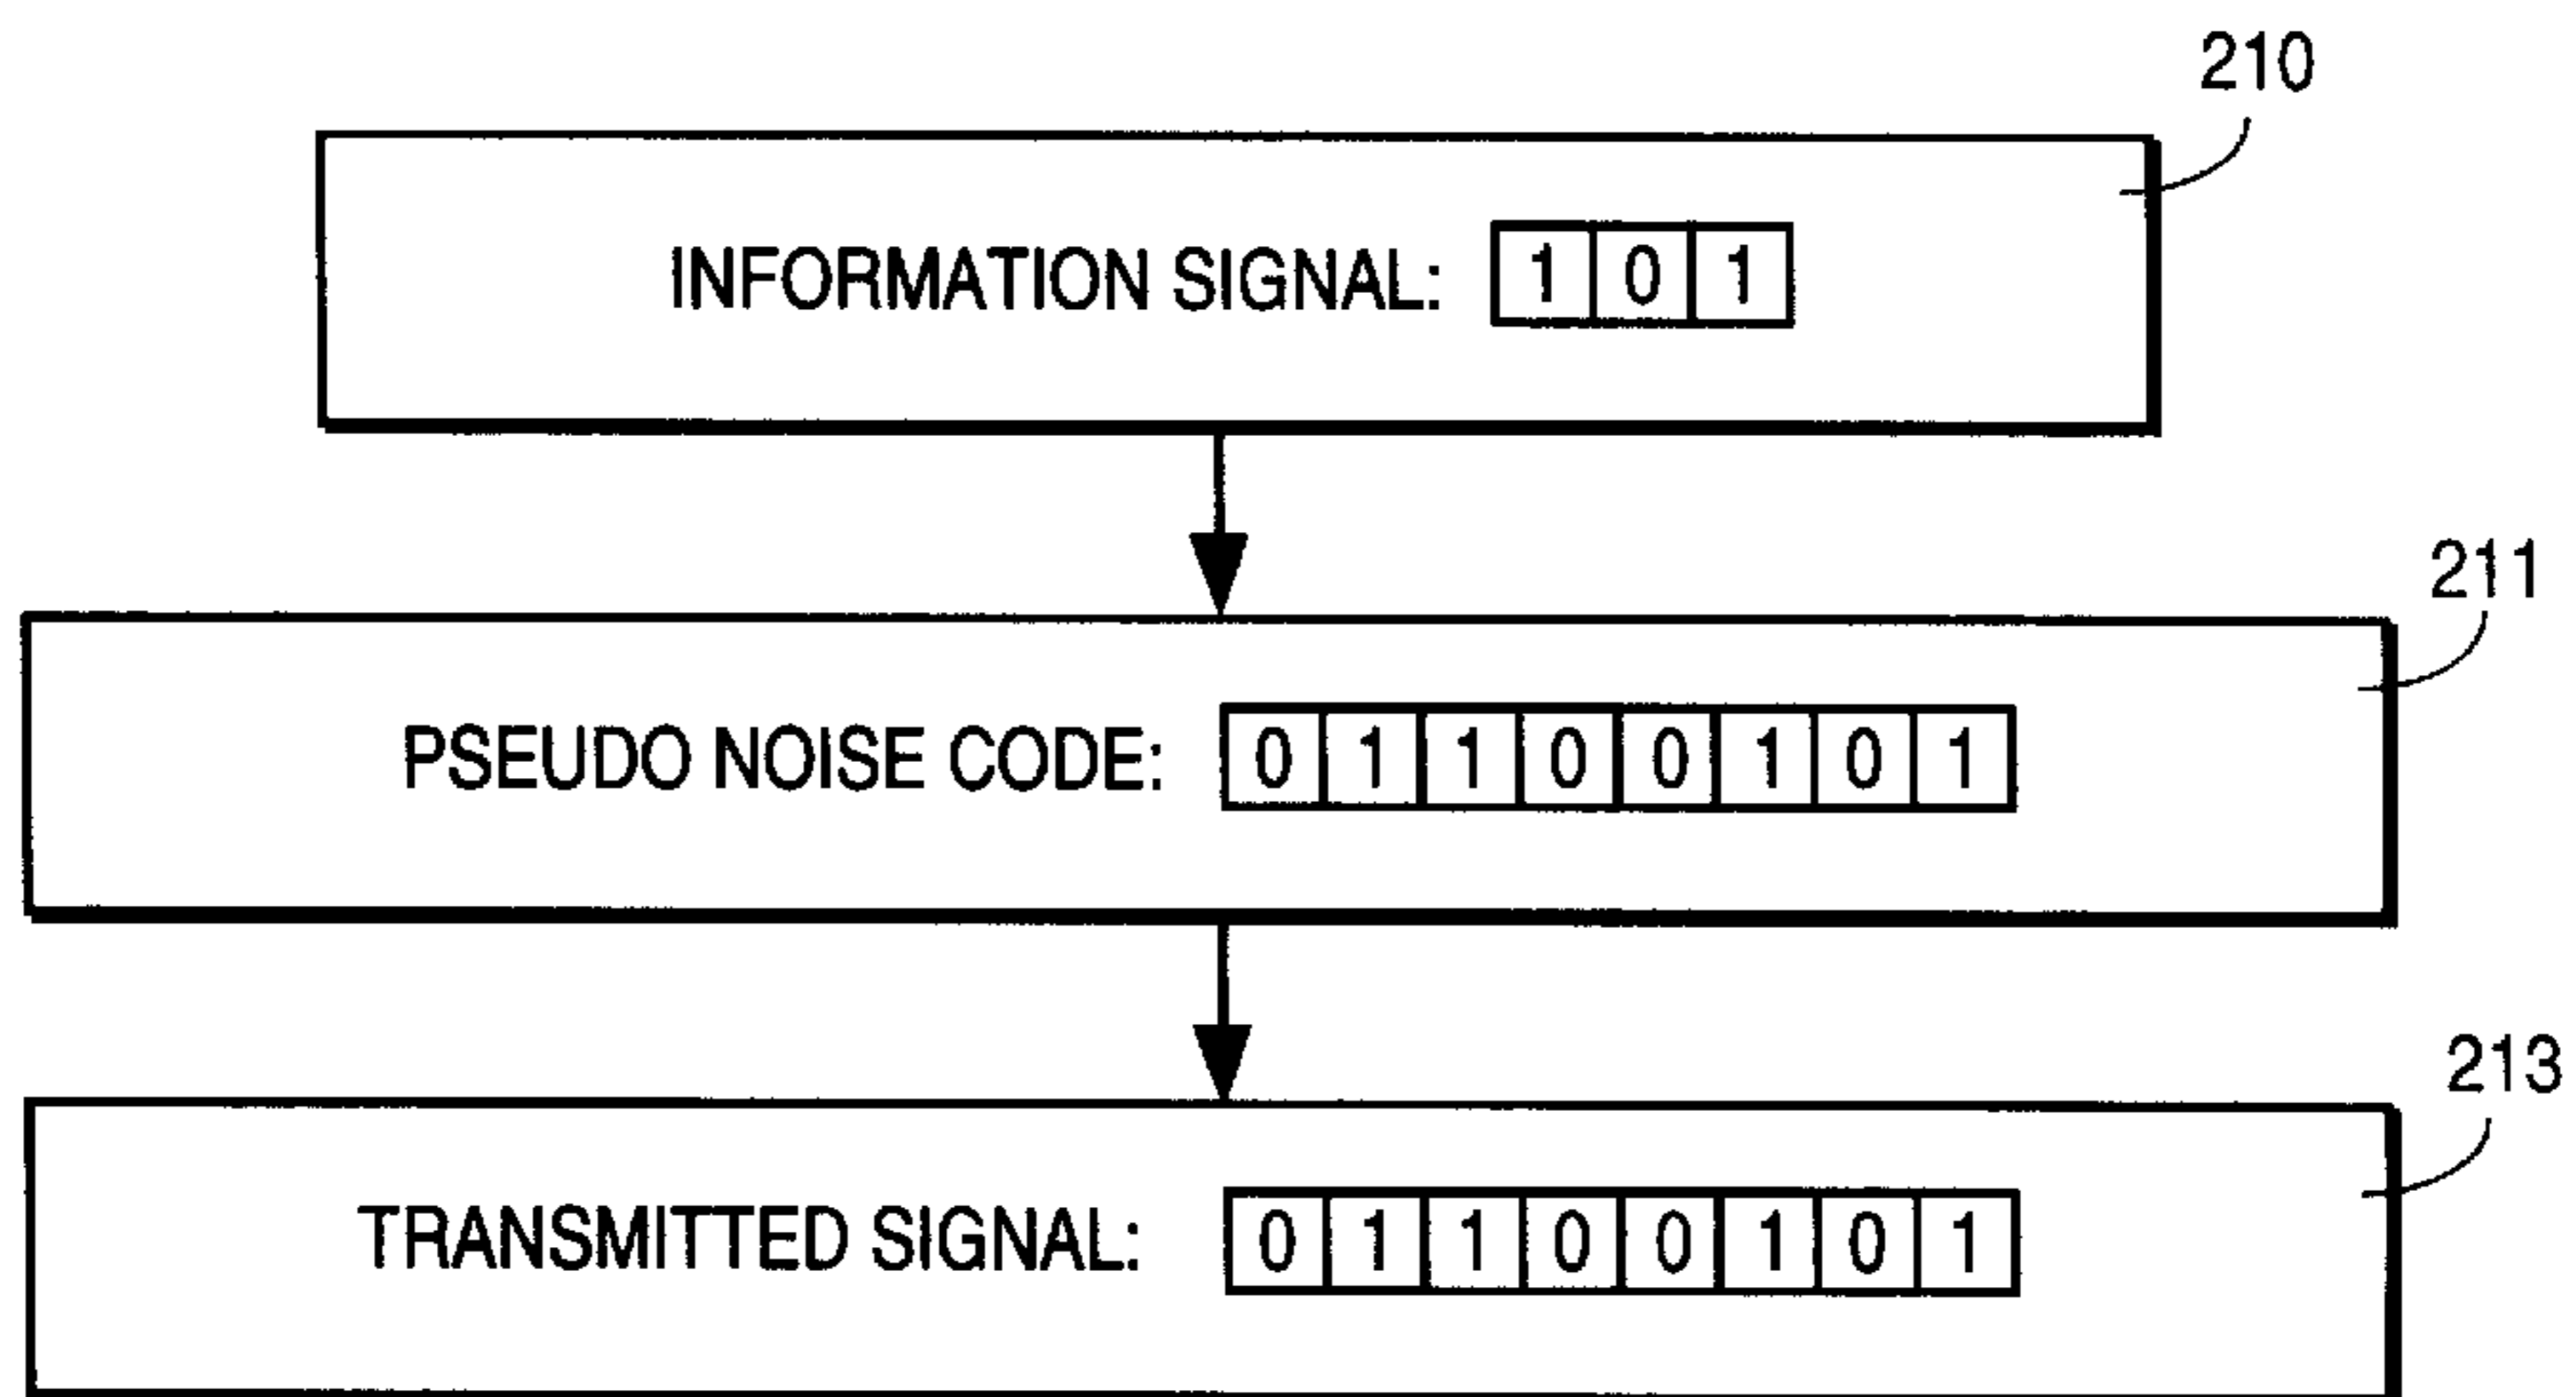 210
INFORMATION SIGNAL: 1 0 1
211
PSEUDO NOISE CODE: 0 1 1 0 0 1 0 1
213
TRANSMITTED SIGNAL: 0 1 1 0 0 1 0 1